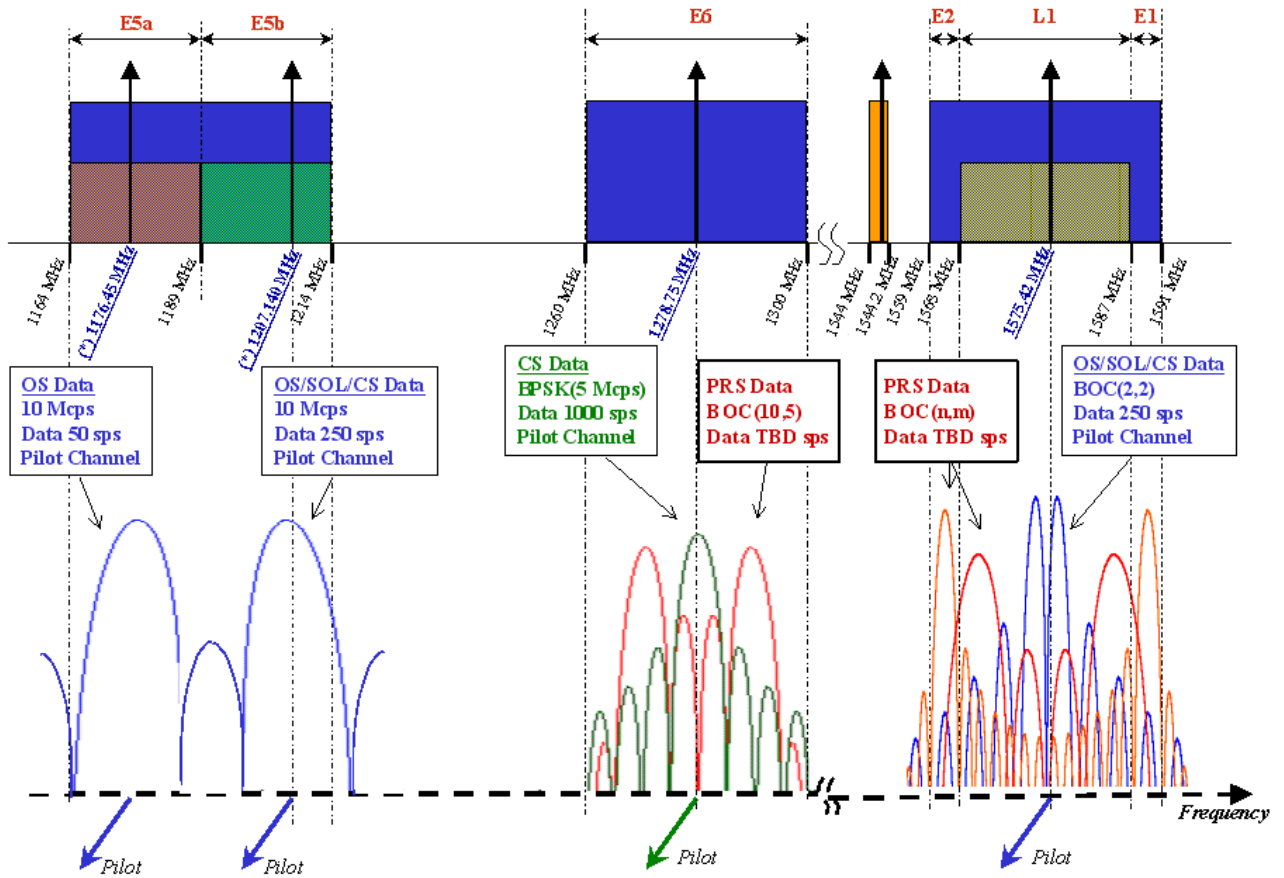 E5a
E5b
E6
E2
L1
E1
1164 MHz
(*) 1176.45 MHz
1189 MHz
(*) 1207.140 MHz
1214 MHz
1260 MHz
1278.75 MHz
1300 MHz
1544 MHz
1544.2 MHz
1559 MHz
1565 MHz
1575.42 MHz
1587 MHz
1591 MHz
OS Data
10 Mcps
Data 50 sps
Pilot Channel
OS/SOL/CS Data
10 Mcps
Data 250 sps
Pilot Channel
CS Data
BPSK(5 Mcps)
Data 1000 sps
Pilot Channel
PRS Data
BOC(10,5)
Data TBD sps
PRS Data
BOC(n,m)
Data TBD sps
OS/SOL/CS Data
BOC(2,2)
Data 250 sps
Pilot Channel
Frequency
Pilot
Pilot
Pilot
Pilot